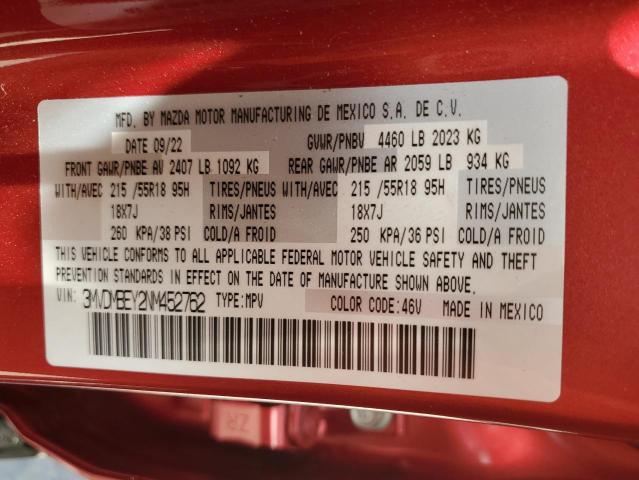 MFD. BY MAZDA MOTOR MANUFACTURING DE MEXICO S.A. DE C.V.
DATE 09/22 GVWR/PNBV 4460 LB 2023 KG
FRONT GAWR/PNBE AV 2407 LB 1092 KG REAR GAWR/PNBE AR 2059 LB 934 KG
WITH/AVEC 215 /55R18 95H TIRES/PNEUS WITH/AVEC 215 /55R18 95H TIRES/PNEUS
18X7J RIMS/JANTES 18X7J RIMS/JANTES
260 KPA/38 PSI COLD/A FROID 250 KPA/36 PSI COLD/A FROID
THIS VEHICLE CONFORMS TO ALL APPLICABLE FEDERAL MOTOR VEHICLE SAFETY AND THEFT
PREVENTION STANDARDS IN EFFECT ON THE DATE OF MANUFACTURE SHOWN ABOVE.
VIN: 3MVDMBEY2NM452762 TYPE:MPV COLOR CODE:46V MADE IN MEXICO
ZR